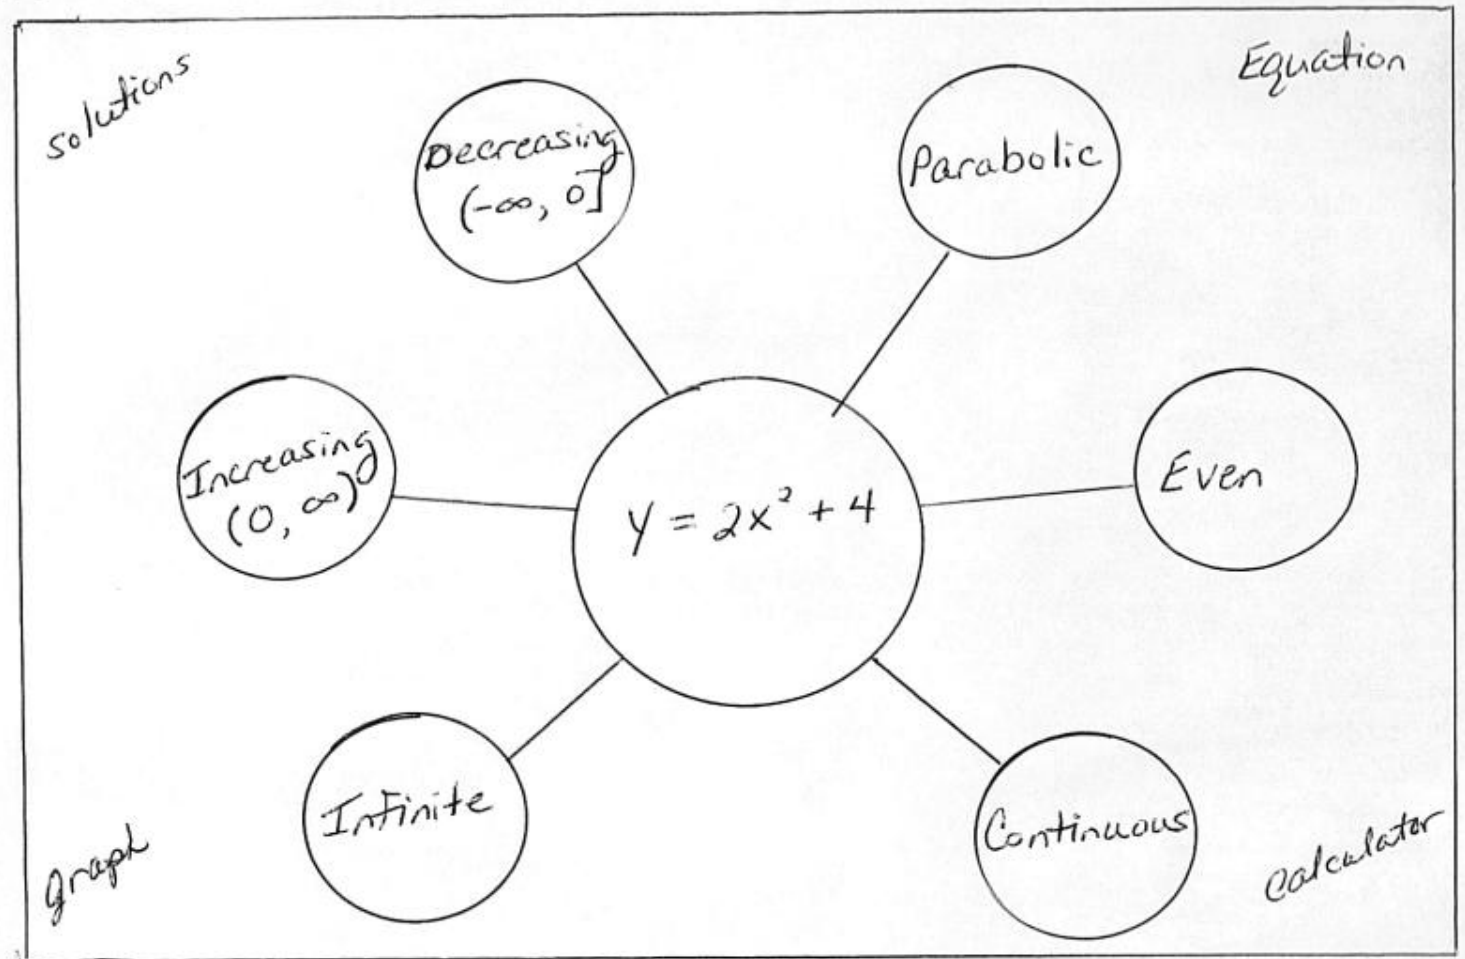 solutions
Equation
Decreasing
(-∞, 0]
Parabolic
Increasing
(0, ∞)
Even
y = 2x² + 4
Infinite
Continuous
graph
calculator